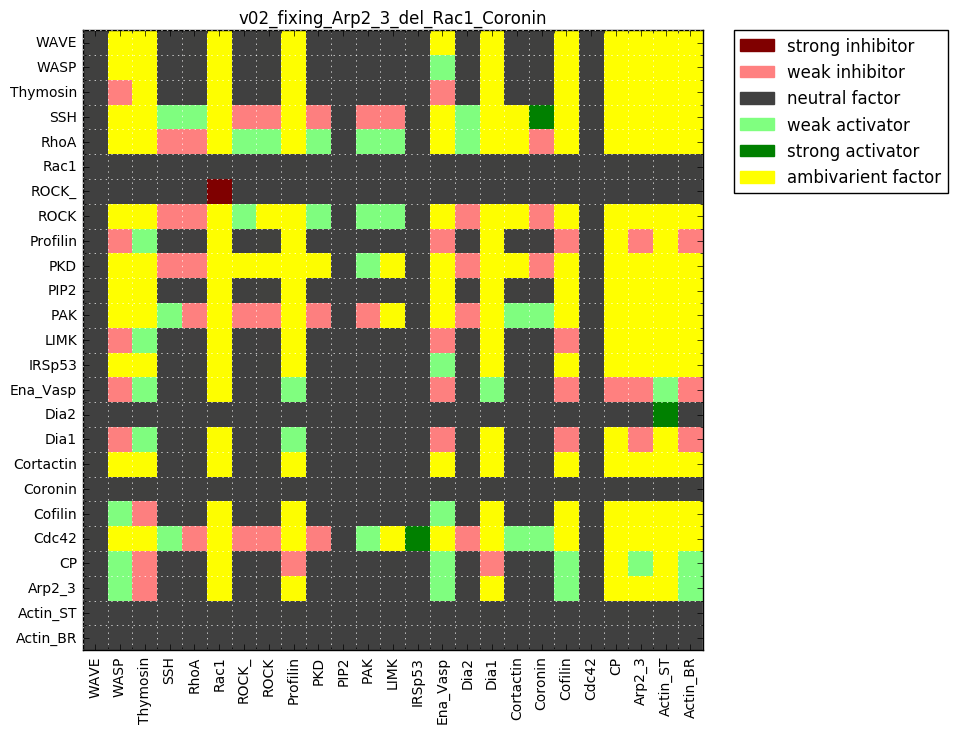 v02_fixing_Arp2_3_del_Rac1_Coronin
WAVE
WASP
Thymosin
SSH
RhoA
Rac1
ROCK_
ROCK
Profilin
PKD
PIP2
PAK
LIMK
IRSp53
Ena_Vasp
Dia2
Dia1
Cortactin
Coronin
Cofilin
Cdc42
CP
Arp2_3
Actin_ST
Actin_BR
WAVE
WASP
Thymosin
SSH
RhoA
Rac1
ROCK_
ROCK
Profilin
PKD
PIP2
PAK
LIMK
IRSp53
Ena_Vasp
Dia2
Dia1
Cortactin
Coronin
Cofilin
Cdc42
CP
Arp2_3
Actin_ST
Actin_BR
strong inhibitor
weak inhibitor
neutral factor
weak activator
strong activator
ambivarient factor